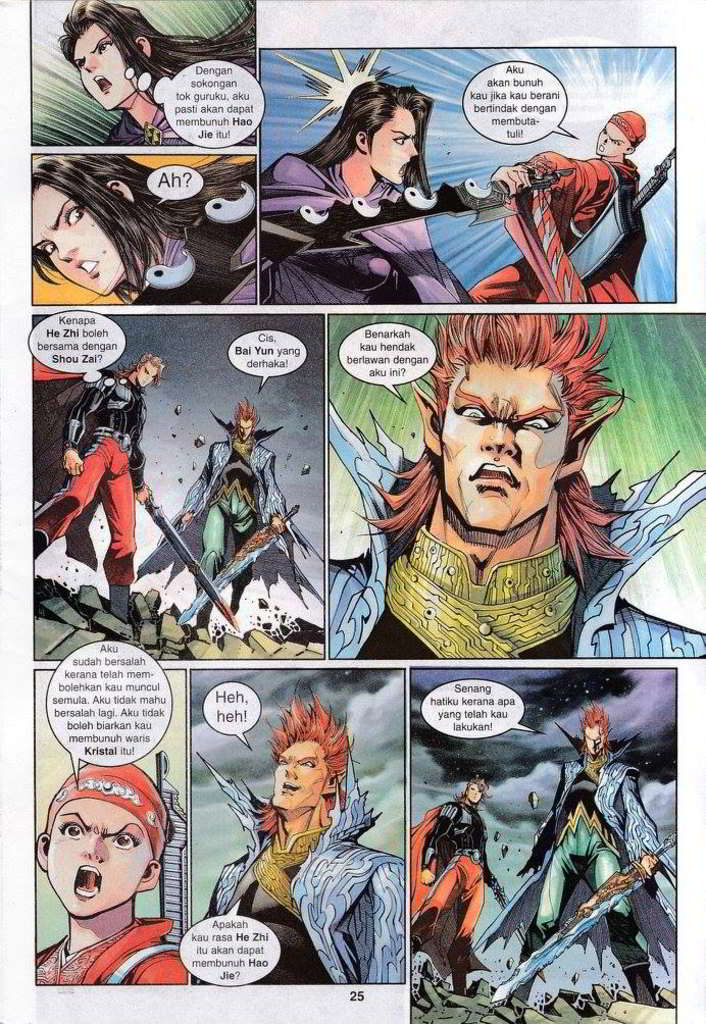 Dengan
sokongan
tok guruku, aku
pasti akan dapat
membunuh Hao
Jie itu!
Aku
akan bunuh
kau jika kau berani
bertindak dengan
membuta-
tuli!
Ah?
Kenapa
He Zhi boleh
bersama dengan
Shou Zai?
Cis,
Bai Yun yang
derhaka!
Benarkah
kau hendak
berlawan dengan
aku ini?
Aku
sudah bersalah
kerana telah mem-
bolehkan kau muncul
semula. Aku tidak mahu
bersalah lagi. Aku tidak
boleh biarkan kau
membunuh waris
Kristal itu!
Heh,
heh!
Apakah
kau rasa He Zhi
itu akan dapat
membunuh Hao
Jie?
Senang
hatiku kerana apa
yang telah kau
lakukan!
25